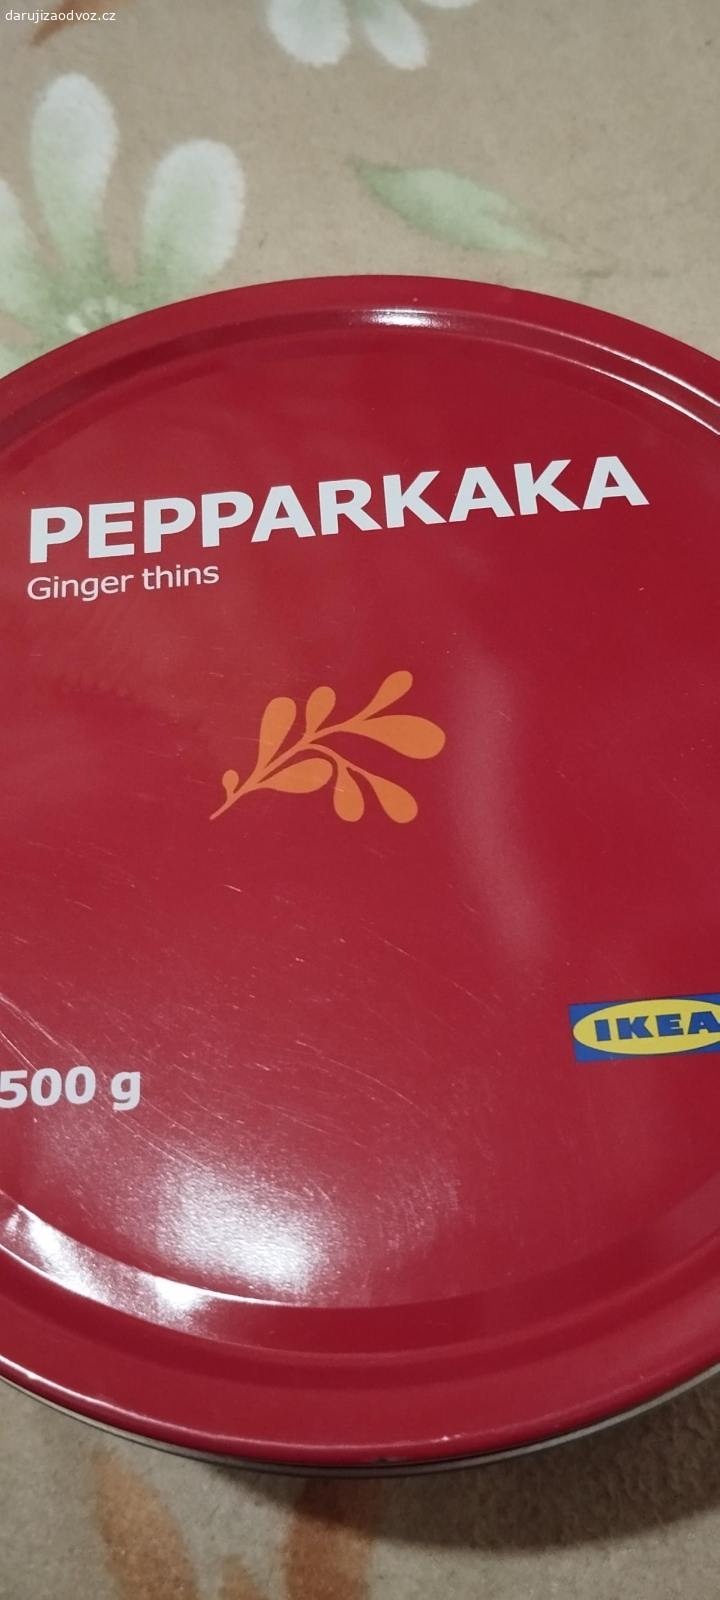 darujizaodvoz.cz
PEPPARKAKA
Ginger thins
IKEA
500 g